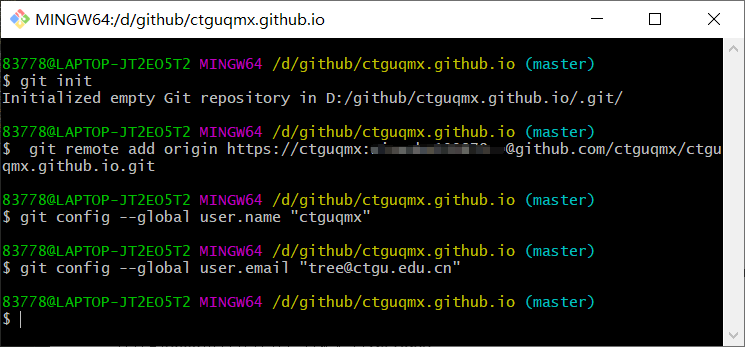 MINGW64:/d/github/ctguqmx.github.io
83778@LAPTOP-JT2EO5T2 MINGW64 /d/github/ctguqmx.github.io (master)
$ git init
Initialized empty Git repository in D:/github/ctguqmx.github.io/.git/
83778@LAPTOP-JT2EO5T2 MINGW64 /d/github/ctguqmx.github.io (master)
$  git remote add origin https://ctguqmx:@github.com/ctguqmx/ctgu
qmx.github.io.git
83778@LAPTOP-JT2EO5T2 MINGW64 /d/github/ctguqmx.github.io (master)
$ git config --global user.name "ctguqmx"
83778@LAPTOP-JT2EO5T2 MINGW64 /d/github/ctguqmx.github.io (master)
$ git config --global user.email "tree@ctgu.edu.cn"
83778@LAPTOP-JT2EO5T2 MINGW64 /d/github/ctguqmx.github.io (master)
$